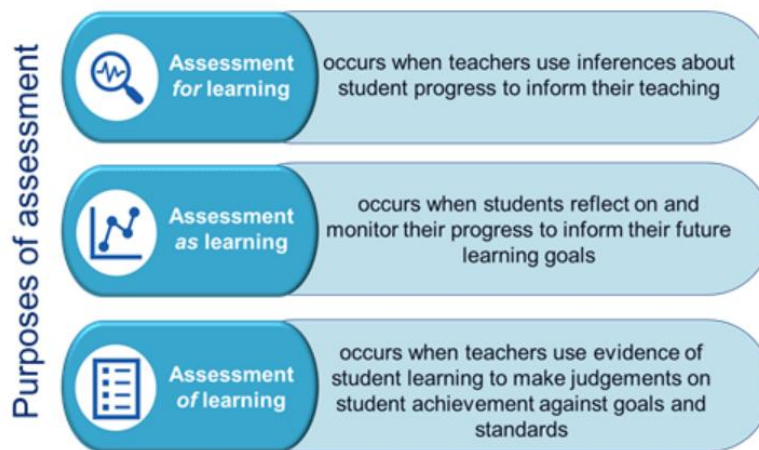 Purposes of assessment
Assessment
for learning
occurs when teachers use inferences about
student progress to inform their teaching
Assessment
as learning
occurs when students reflect on and
monitor their progress to inform their future
learning goals
Assessment
of learning
occurs when teachers use evidence of
student learning to make judgements on
student achievement against goals and
standards